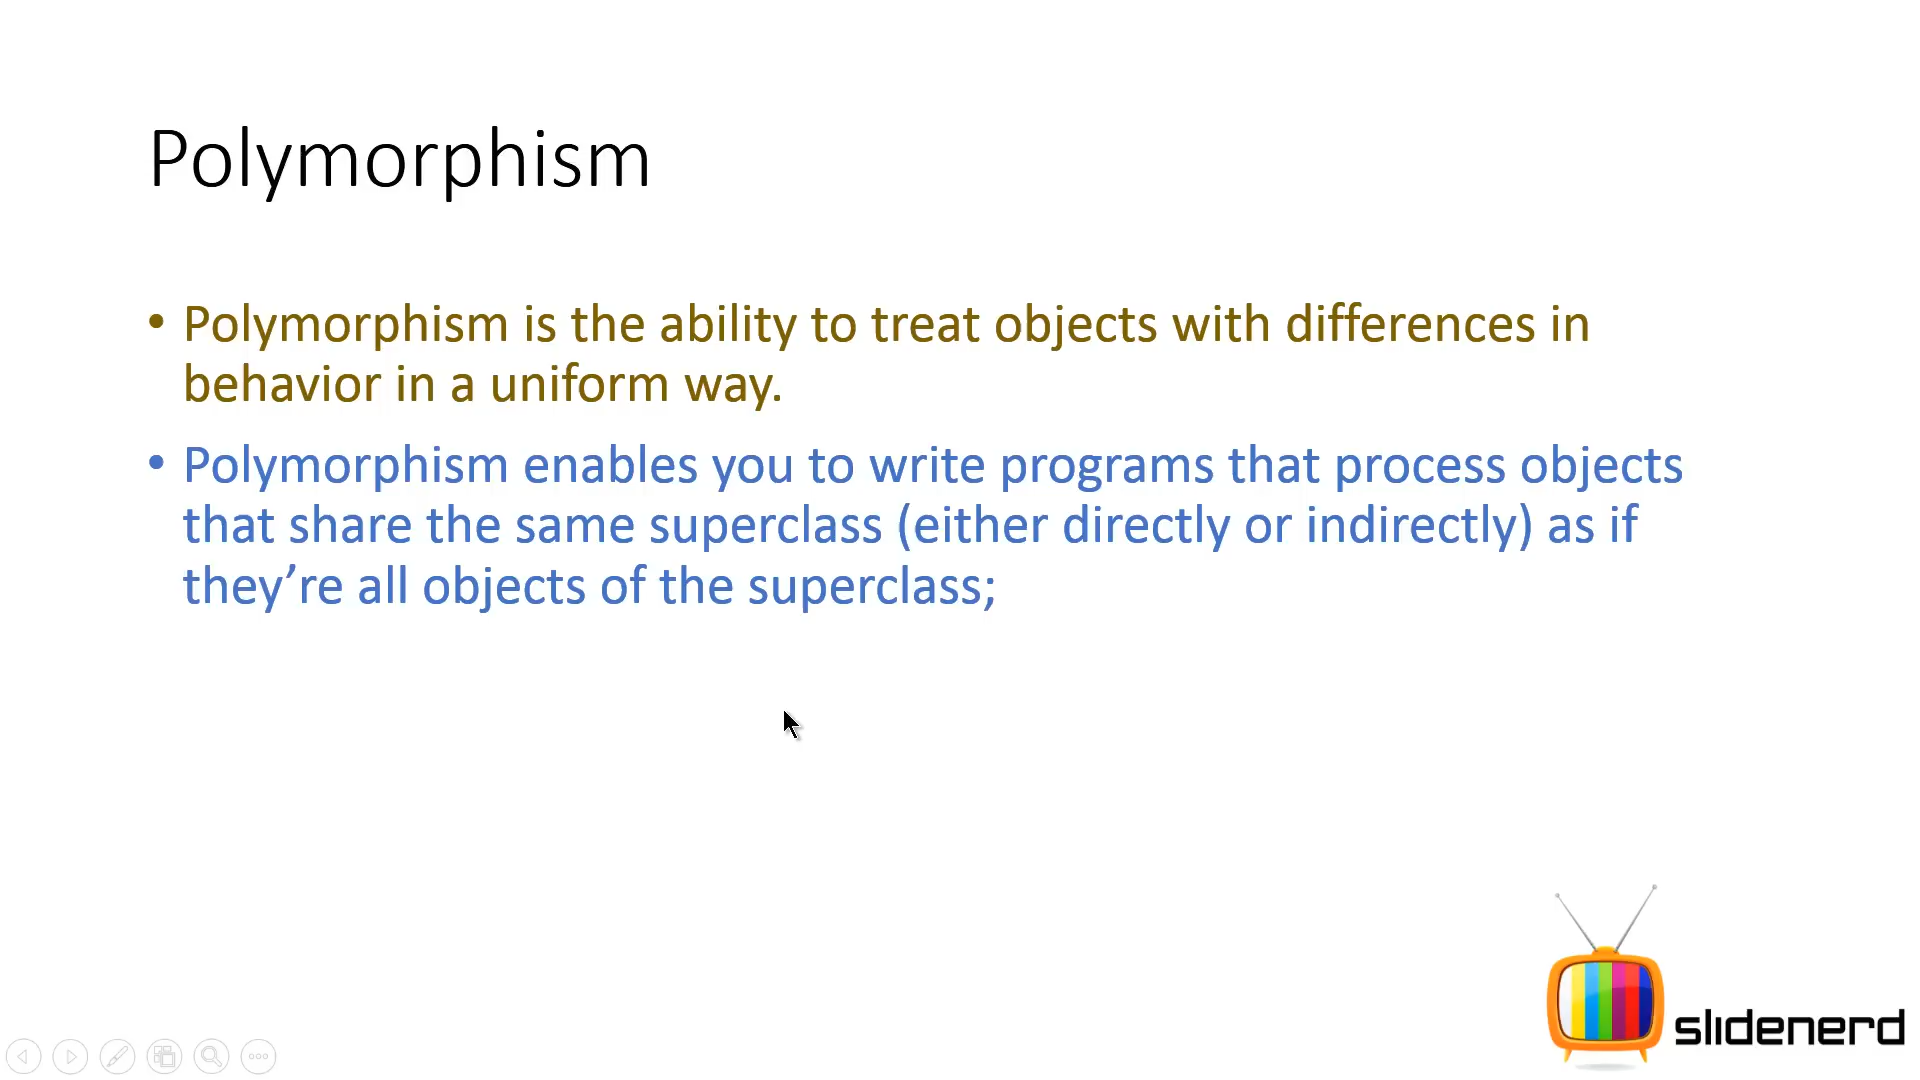 Polymorphism
• Polymorphism is the ability to treat objects with differences in
behavior in a uniform way.
• Polymorphism enables you to write programs that process objects
that share the same superclass (either directly or indirectly) as if
they’re all objects of the superclass;
slidenerd